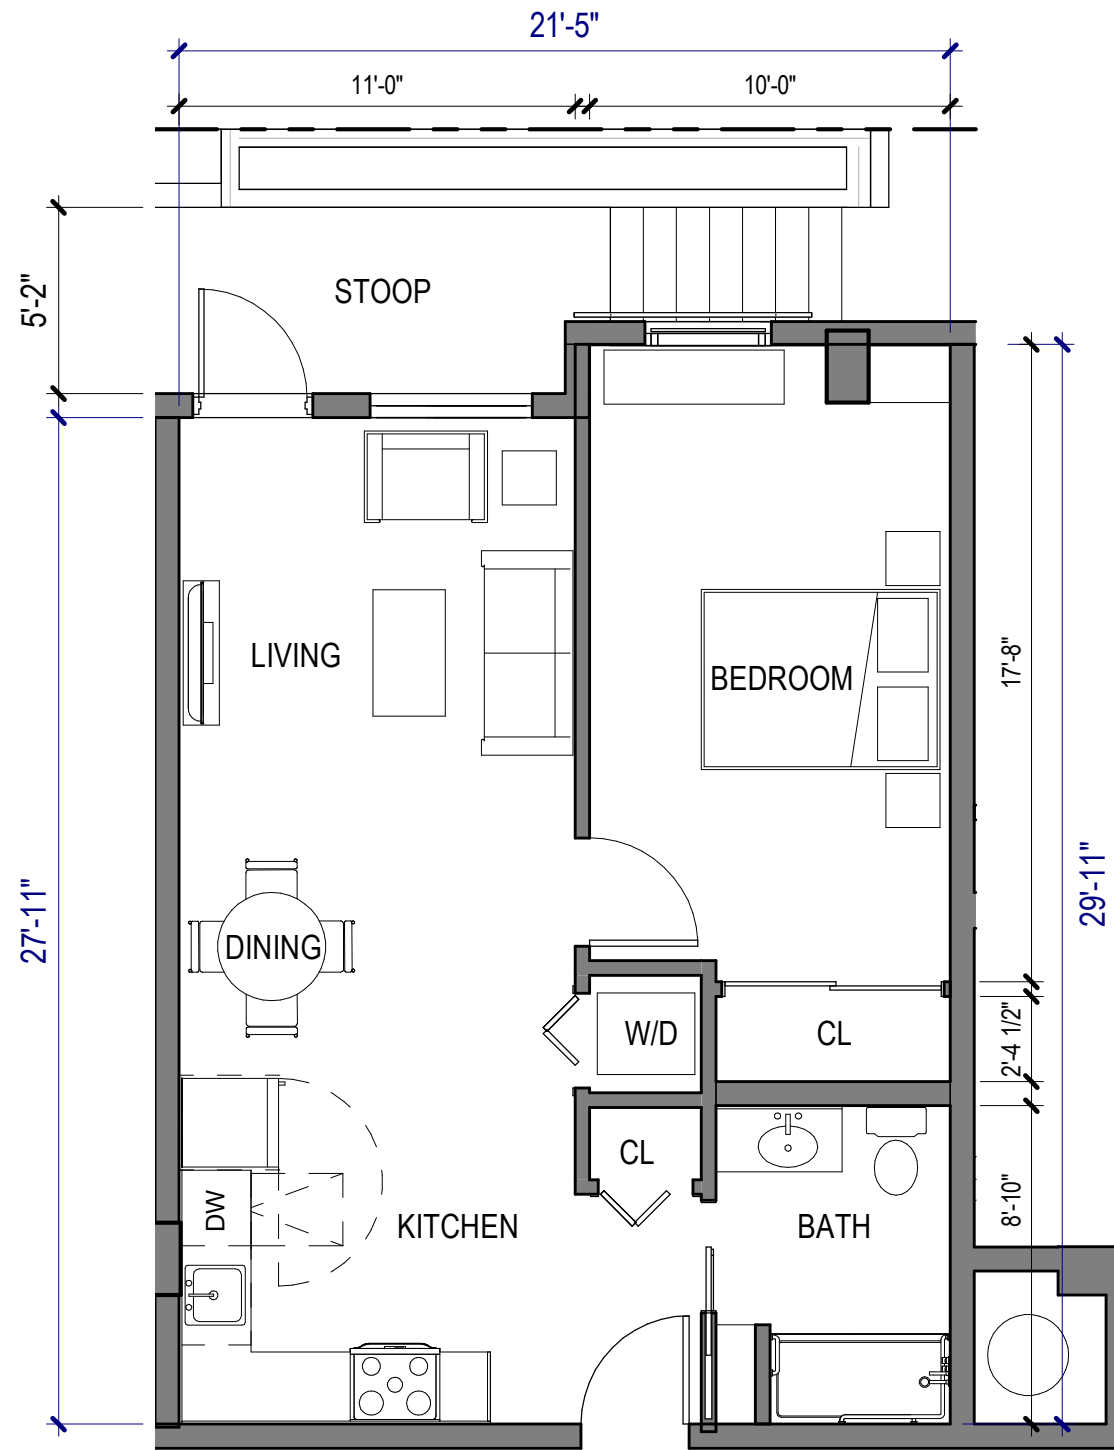 21'-5"
11'-0"
10'-0"
5'-2"
STOOP
LIVING
BEDROOM
17'-8"
27'-11"
29'-11"
DINING
W/D
CL
2'-4 1/2"
CL
DW
KITCHEN
BATH
8'-10"